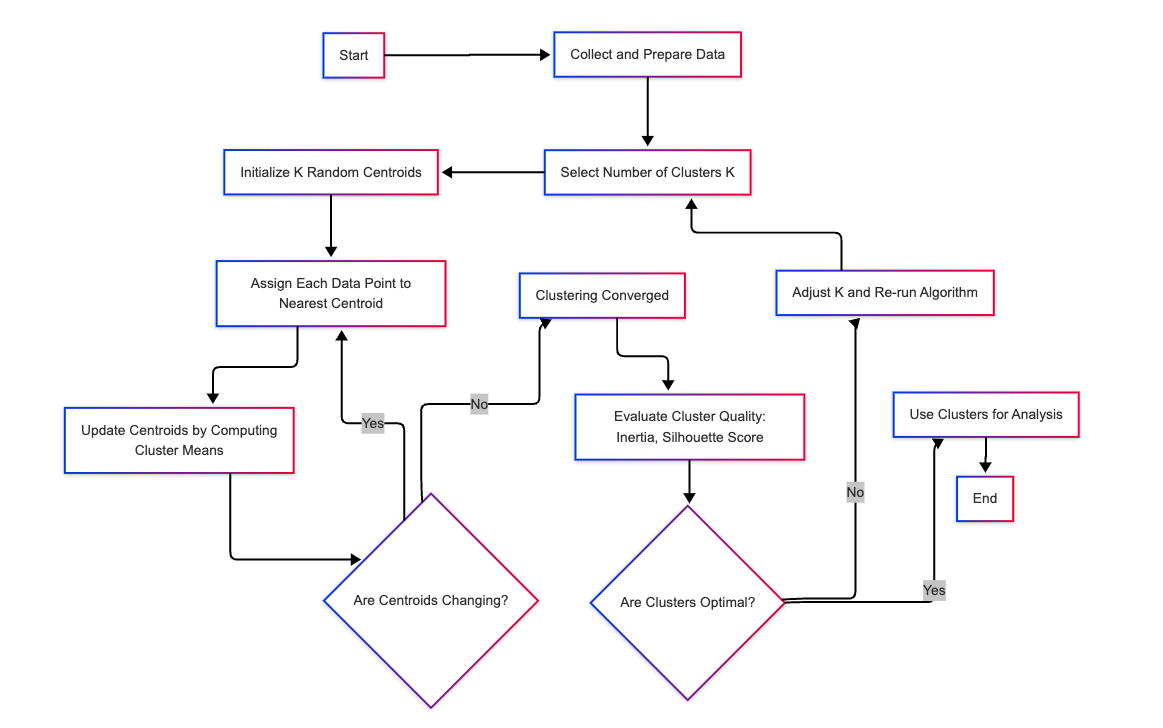 Start
Collect and Prepare Data
Initialize K Random Centroids
Select Number of Clusters K
Assign Each Data Point to
Nearest Centroid
Clustering Converged
Adjust K and Re-run Algorithm
No
Yes
Update Centroids by Computing
Cluster Means
Evaluate Cluster Quality:
Inertia, Silhouette Score
Use Clusters for Analysis
No
End
Yes
Are Centroids Changing?
Are Clusters Optimal?